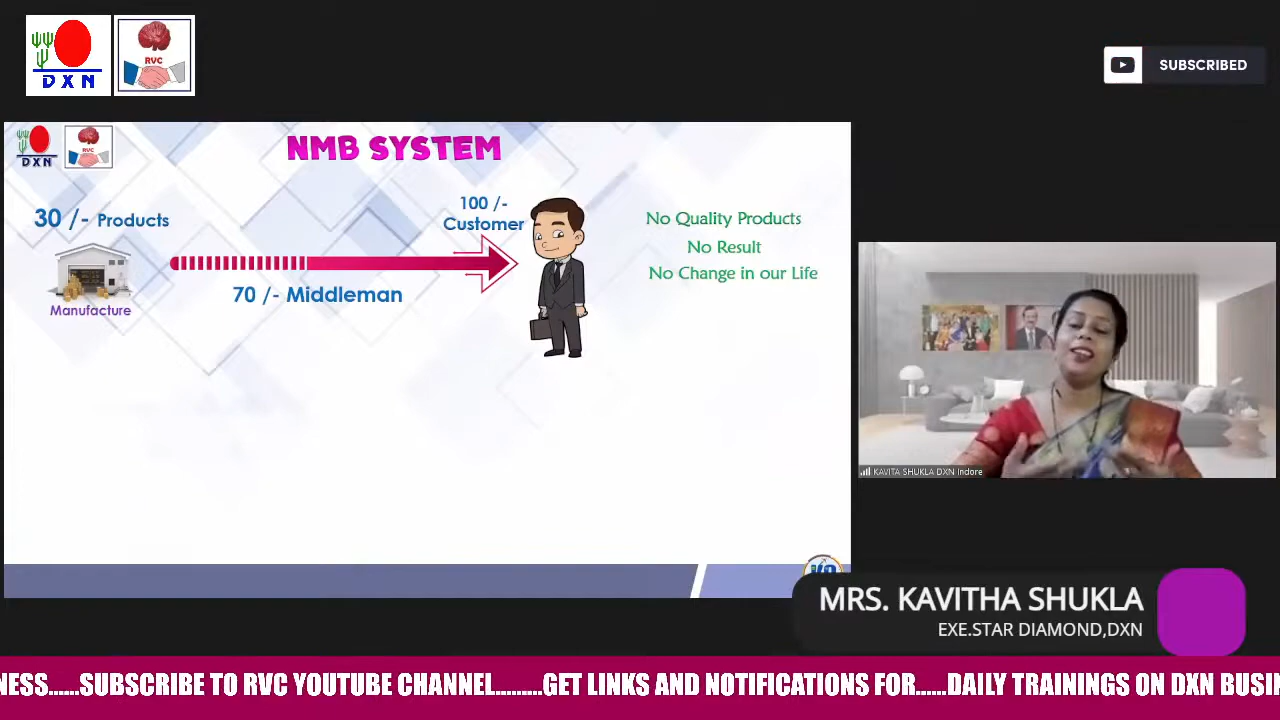 DXN
RVC
SUBSCRIBED
DXN
RVC
NMB SYSTEM
30 /- Products
100 /-
Customer
70 /- Middleman
Manufacture
No Quality Products
No Result
No Change in our Life
KAVITA SHUKLA DXN Indore
MRS. KAVITHA SHUKLA
EXE.STAR DIAMOND,DXN
NESS......SUBSCRIBE TO RVC YOUTUBE CHANNEL.........GET LINKS AND NOTIFICATIONS FOR......DAILY TRAININGS ON DXN BUSI